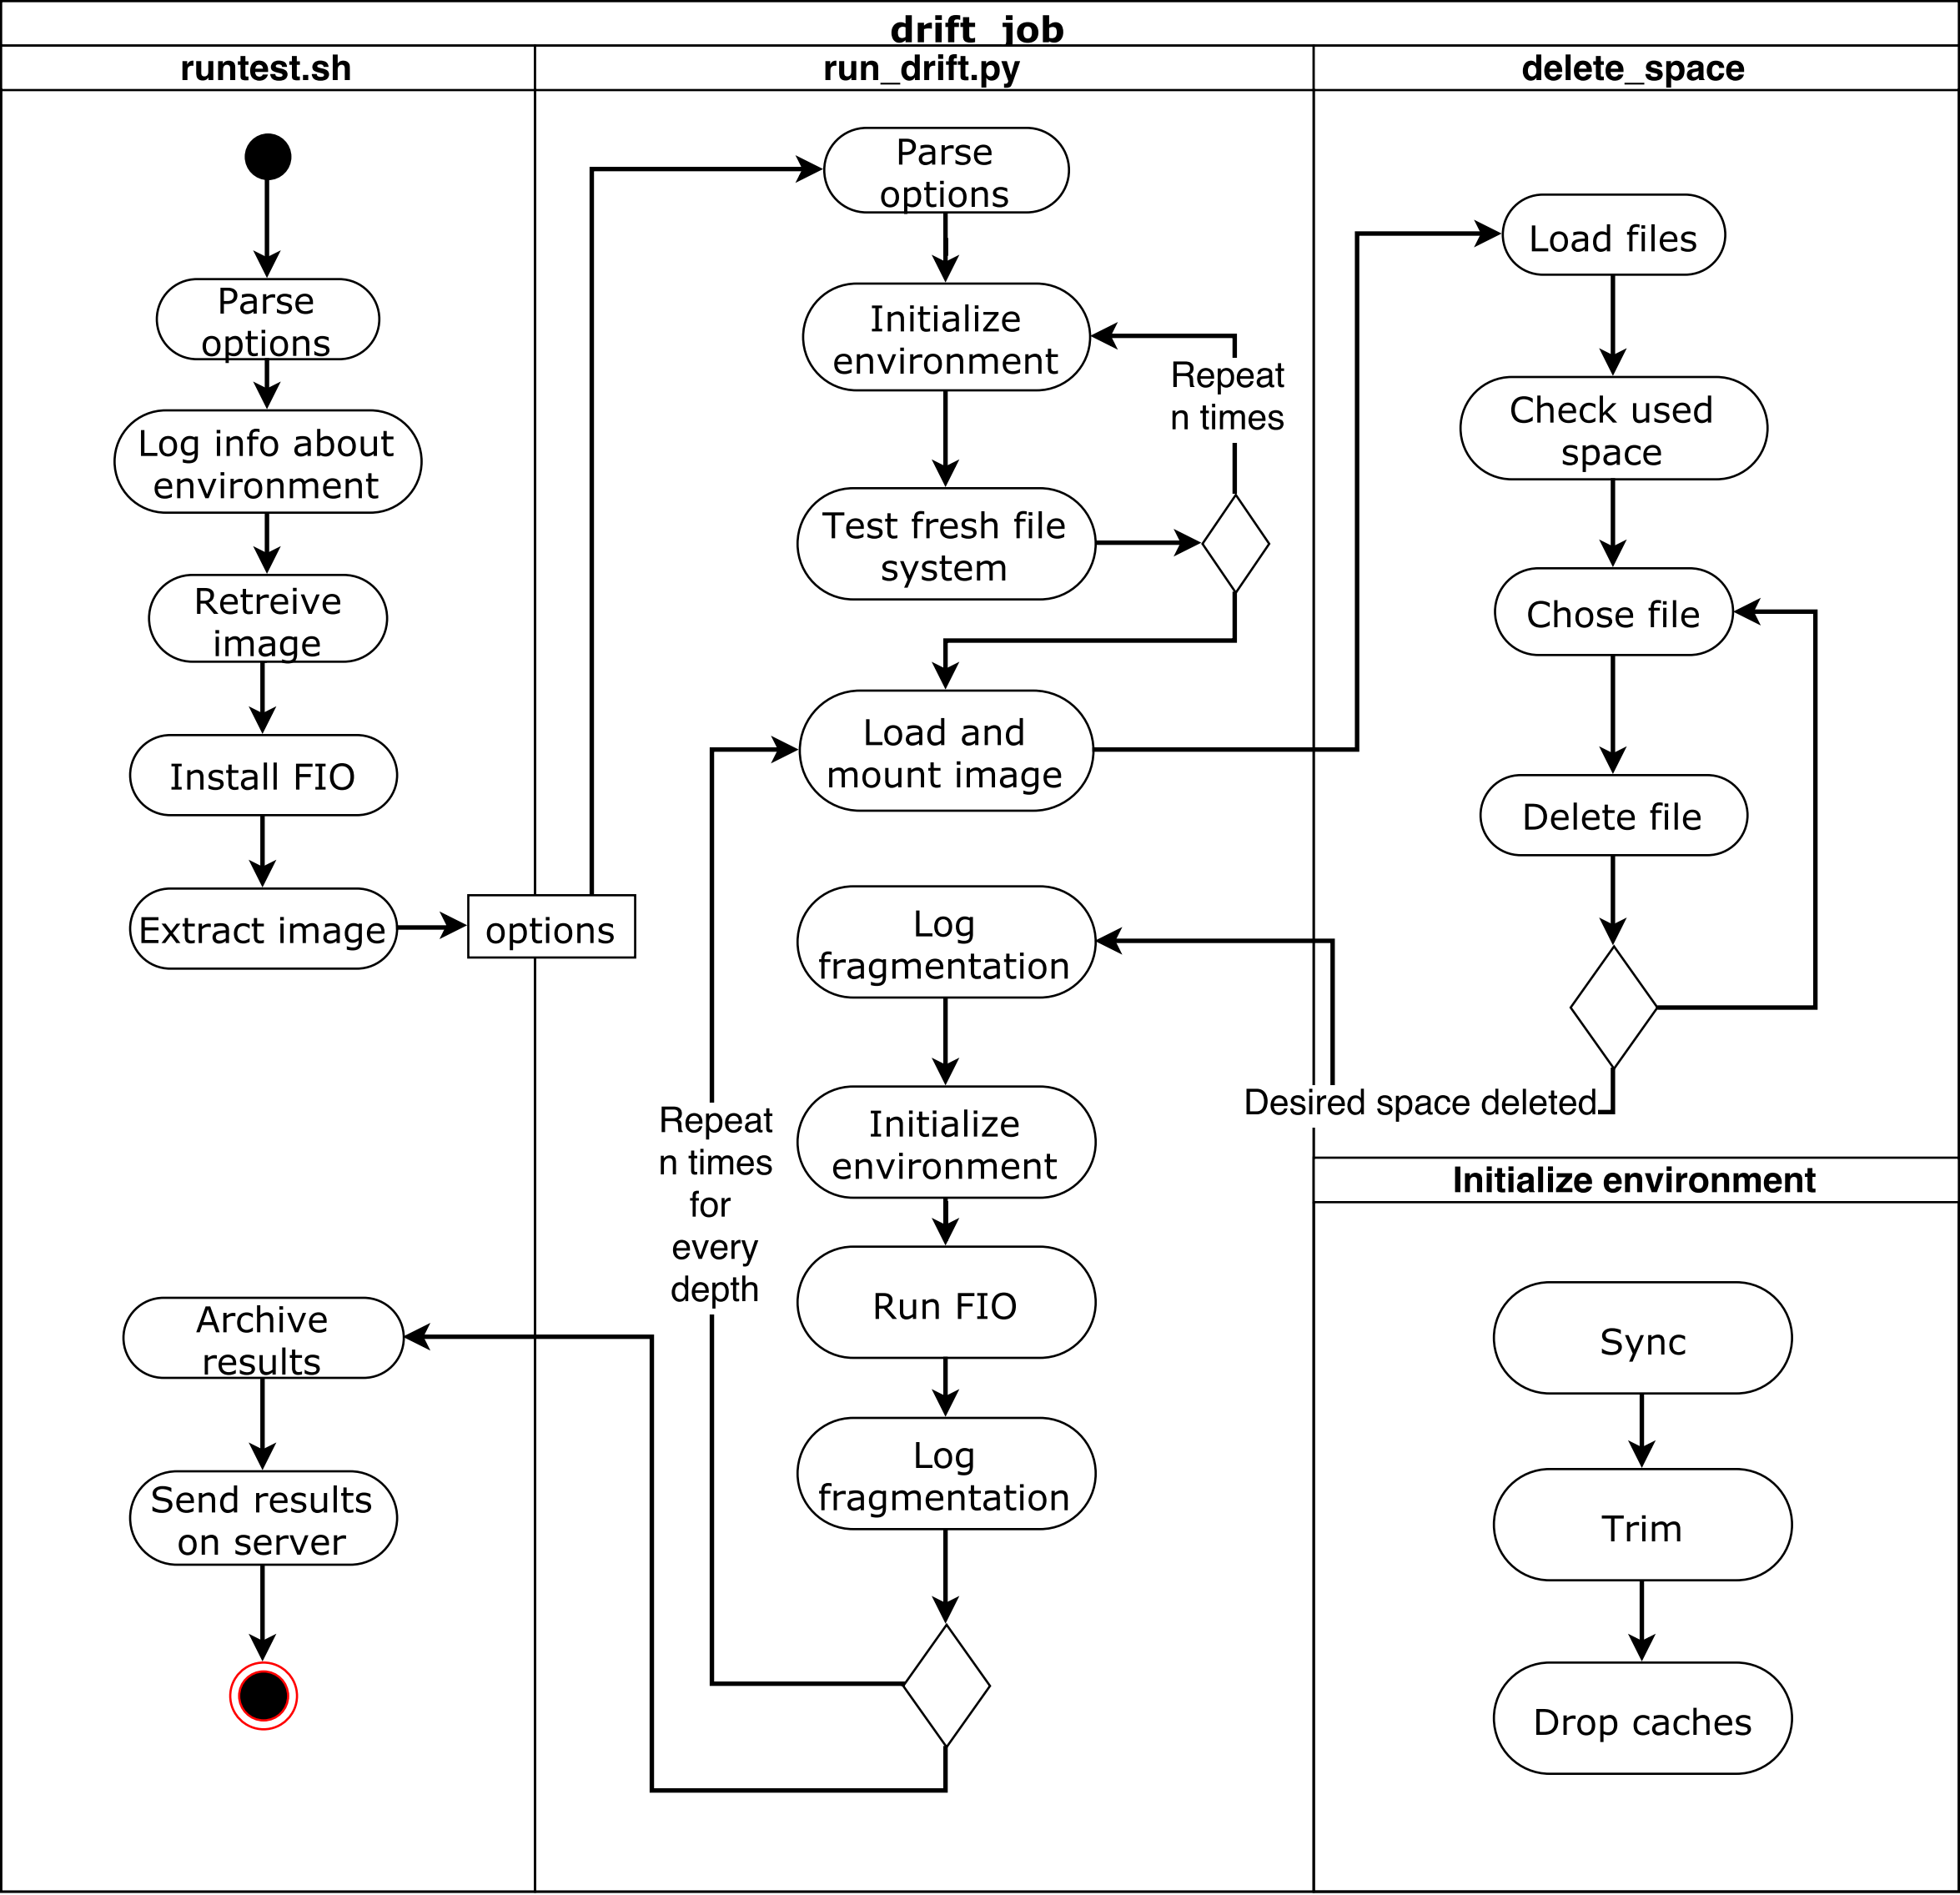 drift_job
runtest.sh
run_drift.py
delete_space
Parse
options
Log info about
environment
Retreive
image
Install FIO
Extract image
options
Archive
results
Send results
on server
Parse
options
Initialize
environment
Repeat
n times
Test fresh file
system
Load and
mount image
Log
fragmentation
Initialize
environment
Repeat
n times
for
every
depth
Run FIO
Log
fragmentation
Load files
Check used
space
Chose file
Delete file
Desired space deleted
Initialize environment
Sync
Trim
Drop caches